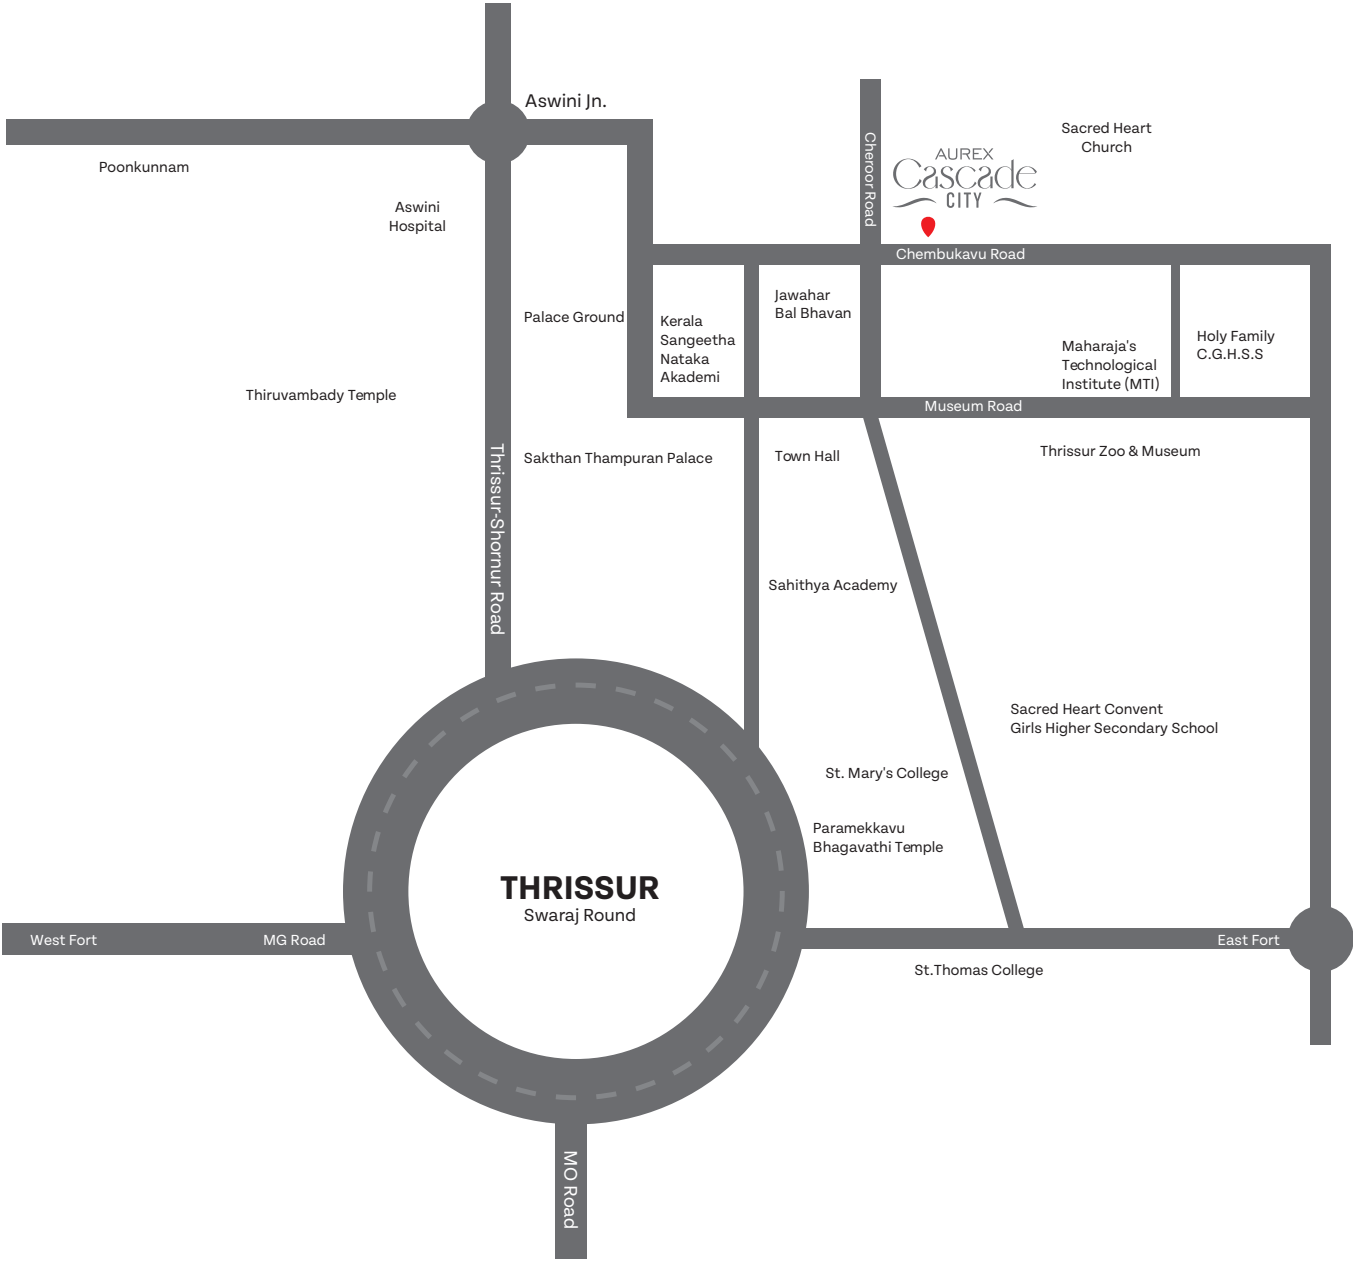 Aswini Jn.
Poonkunnam
Aswini
Hospital
Cheroor Road
AUREX
Cascade
CITY
Sacred Heart
Church
Chembukavu Road
Palace Ground
Kerala
Sangeetha
Nataka
Akademi
Jawahar
Bal Bhavan
Maharaja's
Technological
Institute (MTI)
Holy Family
C.G.H.S.S
Thiruvambady Temple
Museum Road
Thrissur-Shornur Road
Sakthan Thampuran Palace
Town Hall
Thrissur Zoo & Museum
Sahithya Academy
Sacred Heart Convent
Girls Higher Secondary School
St. Mary's College
Paramekkavu
Bhagavathi Temple
THRISSUR
Swaraj Round
West Fort
MG Road
East Fort
St.Thomas College
MO Road